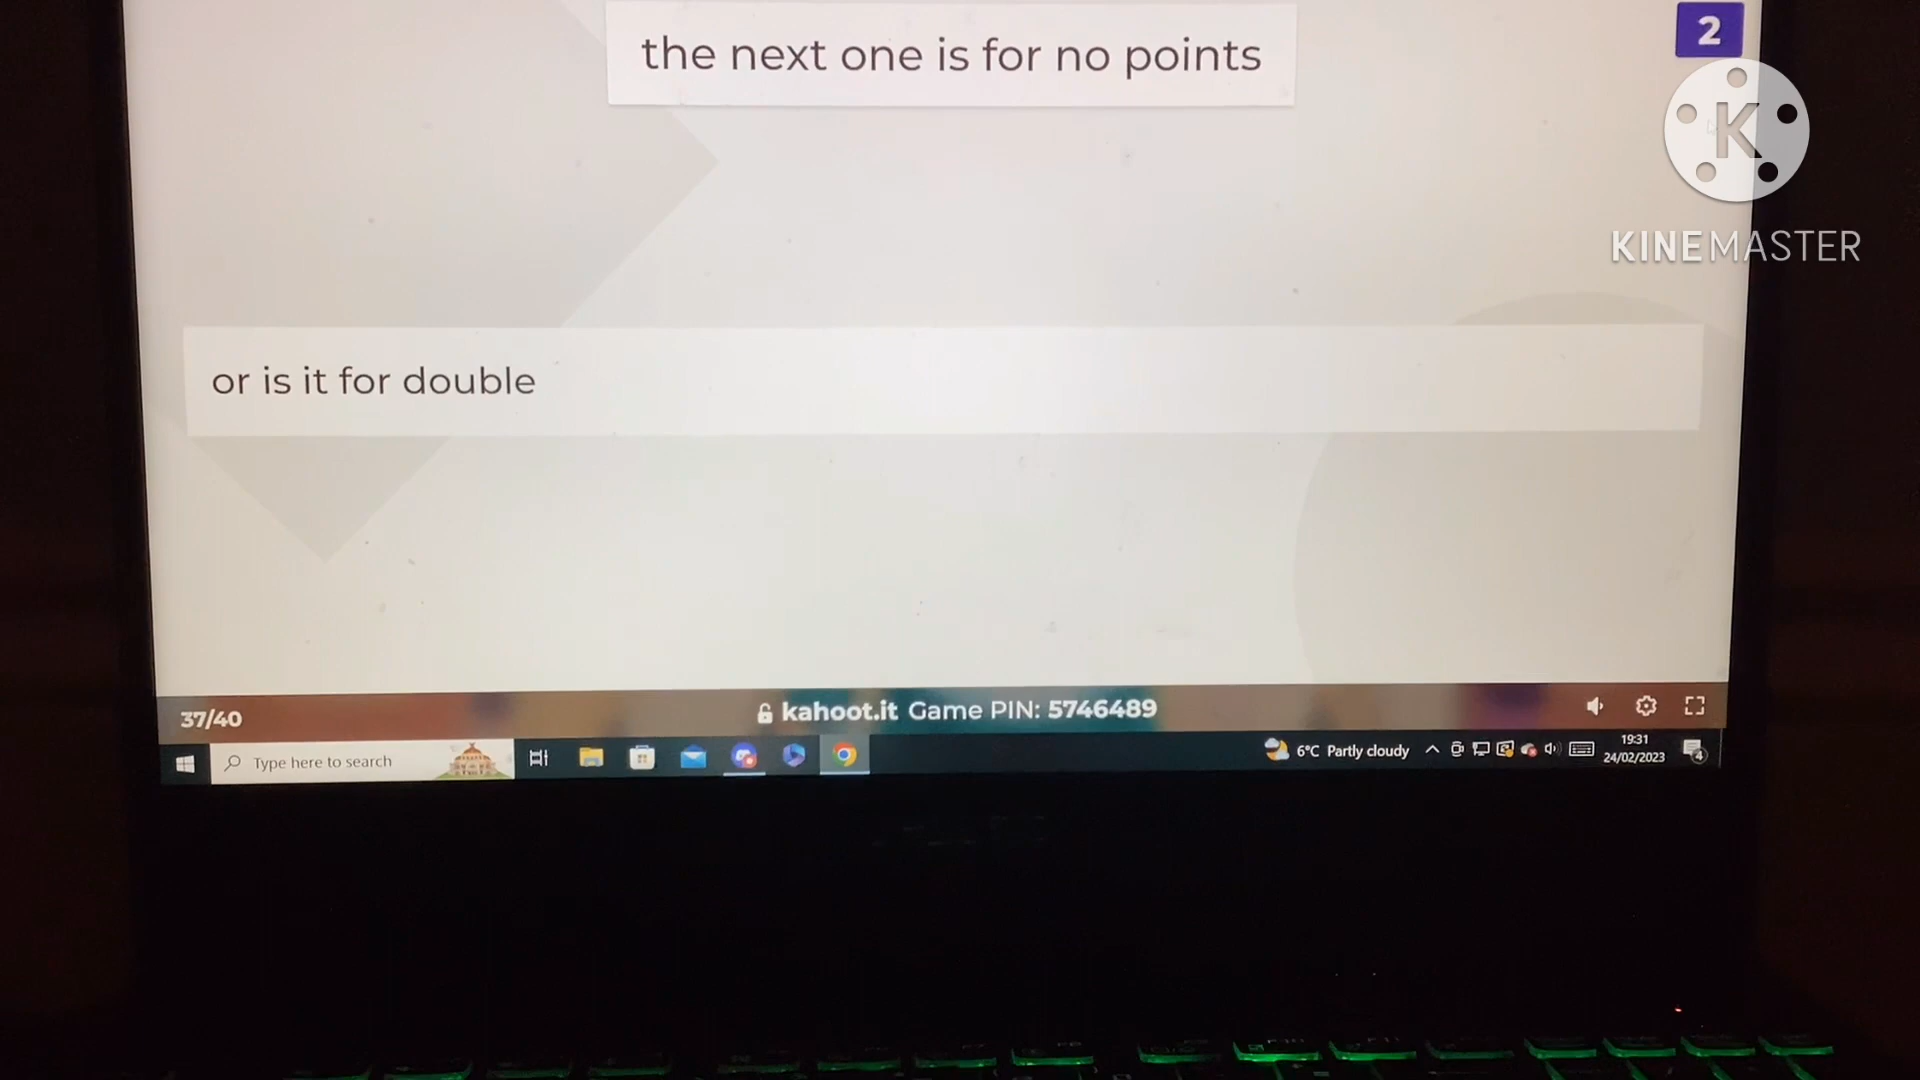 the next one is for no points
2
K
KINEMASTER
or is it for double
37/40
kahoot.it Game PIN: 5746489
Type here to search
6°C Partly cloudy
19:31
24/02/2023
4